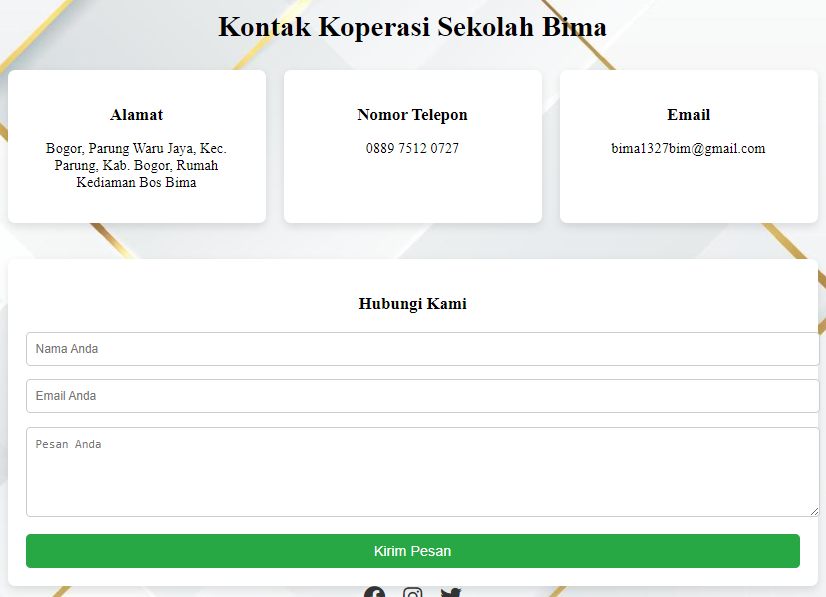 Kontak Koperasi Sekolah Bima
Alamat
Bogor, Parung Waru Jaya, Kec.
Parung, Kab. Bogor, Rumah
Kediaman Bos Bima
Nomor Telepon
0889 7512 0727
Email
bima1327bim@gmail.com
Hubungi Kami
Nama Anda
Email Anda
Pesan Anda
Kirim Pesan